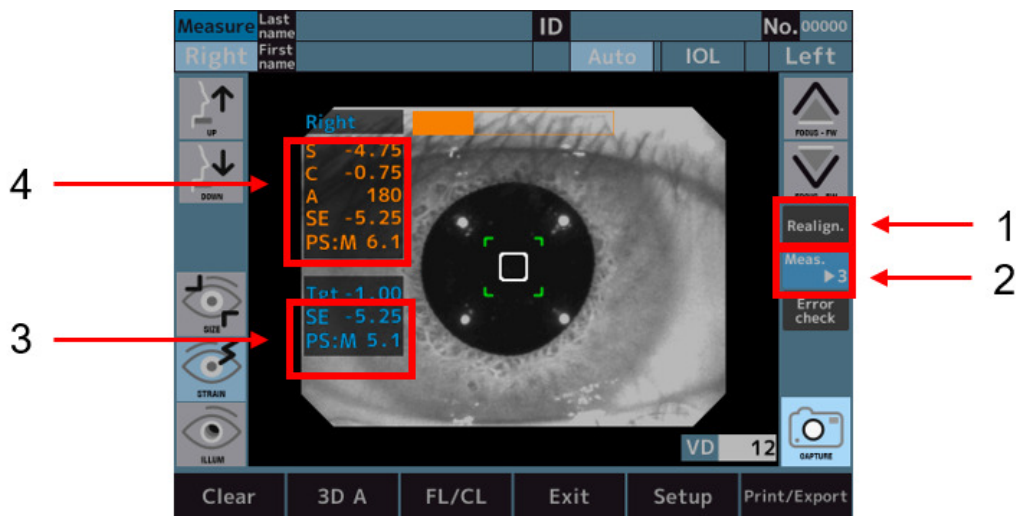 Measure Last name ID No. 00000
Right First name Auto IOL Left
UP
FOCUS - FW
Right
DOWN
4
S -4.75
C -0.75
A 180
SE -5.25
PS:M 6.1
Realign. 1
Meas. ▶3 2
Tgt -1.00
3
SE -5.25
PS:M 5.1
Error check
SIZE
STRAIN
ILLUM
VD 12
CAPTURE
Clear 3D A FL/CL Exit Setup Print/Export